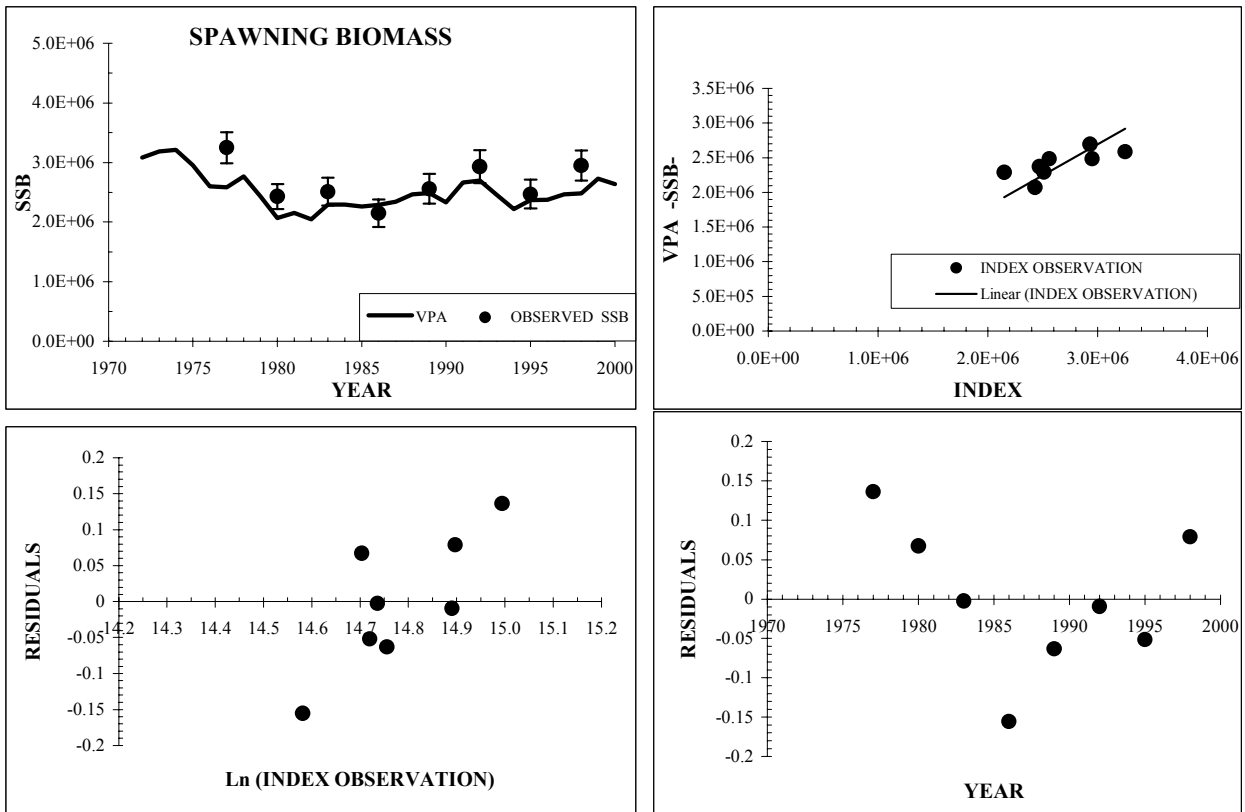 SPAWNING BIOMASS
5.0E+06
4.0E+06
3.0E+06
2.0E+06
1.0E+06
0.0E+00
SSB
VPA OBSERVED SSB
1970 1975 1980 1985 1990 1995 2000
YEAR
3.5E+06
3.0E+06
2.5E+06
2.0E+06
1.5E+06
1.0E+06
5.0E+05
0.0E+00
VPA -SSB-
INDEX OBSERVATION
Linear (INDEX OBSERVATION)
0.0E+00 1.0E+06 2.0E+06 3.0E+06 4.0E+06
INDEX
0.2
0.15
0.1
0.05
0
-0.05
-0.1
-0.15
-0.2
RESIDUALS
14.2 14.3 14.4 14.5 14.6 14.7 14.8 14.9 15.0 15.1 15.2
Ln (INDEX OBSERVATION)
0.2
0.15
0.1
0.05
0
-0.05
-0.1
-0.15
-0.2
RESIDUALS
1970 1975 1980 1985 1990 1995 2000
YEAR